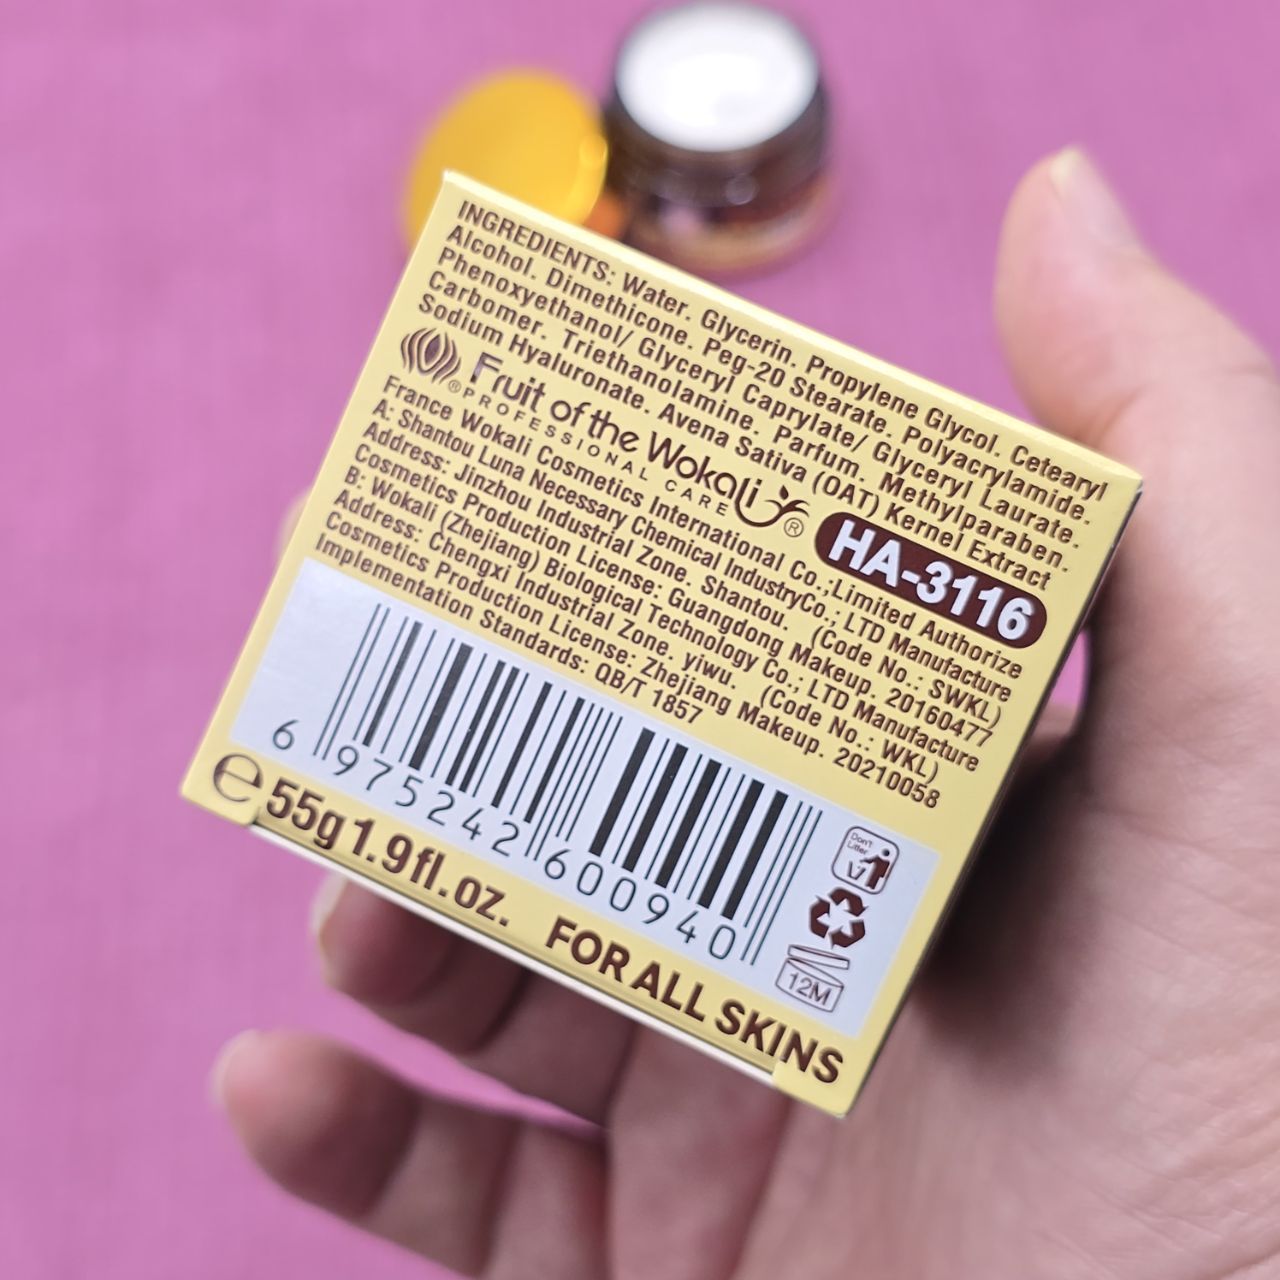 INGREDIENTS: Water. Glycerin. Propylene Glycol. Cetearyl
Alcohol. Dimethicone. Peg-20 Stearate. Polyacrylamide.
Phenoxyethanol/ Glyceryl Caprylate/ Glyceryl Laurate.
Carbomer. Triethanolamine. Parfum. Methylparaben.
Sodium Hyaluronate. Avena Sativa (OAT) Kernel Extract
® Fruit of the Wokali ®
PROFESSIONAL CARE
HA-3116
France Wokali Cosmetics International Co.;Limited Authorize
A: Shantou Luna Necessary Chemical IndustryCo.; LTD Manufacture
Address: Jinzhou Industrial Zone. Shantou. (Code No.: SWKL)
Cosmetics Production License: Guangdong Makeup. 20160477
B: Wokali (Zhejiang) Biological Technology Co.; LTD Manufacture
Address: Chengxi Industrial Zone. yiwu. (Code No.: WKL)
Cosmetics Production License: Zhejiang Makeup. 20210058
Implementation Standards: QB/T 1857
6 975242 600940
Don't
Litter
12M
e 55g 1.9fl.oz. FOR ALL SKINS